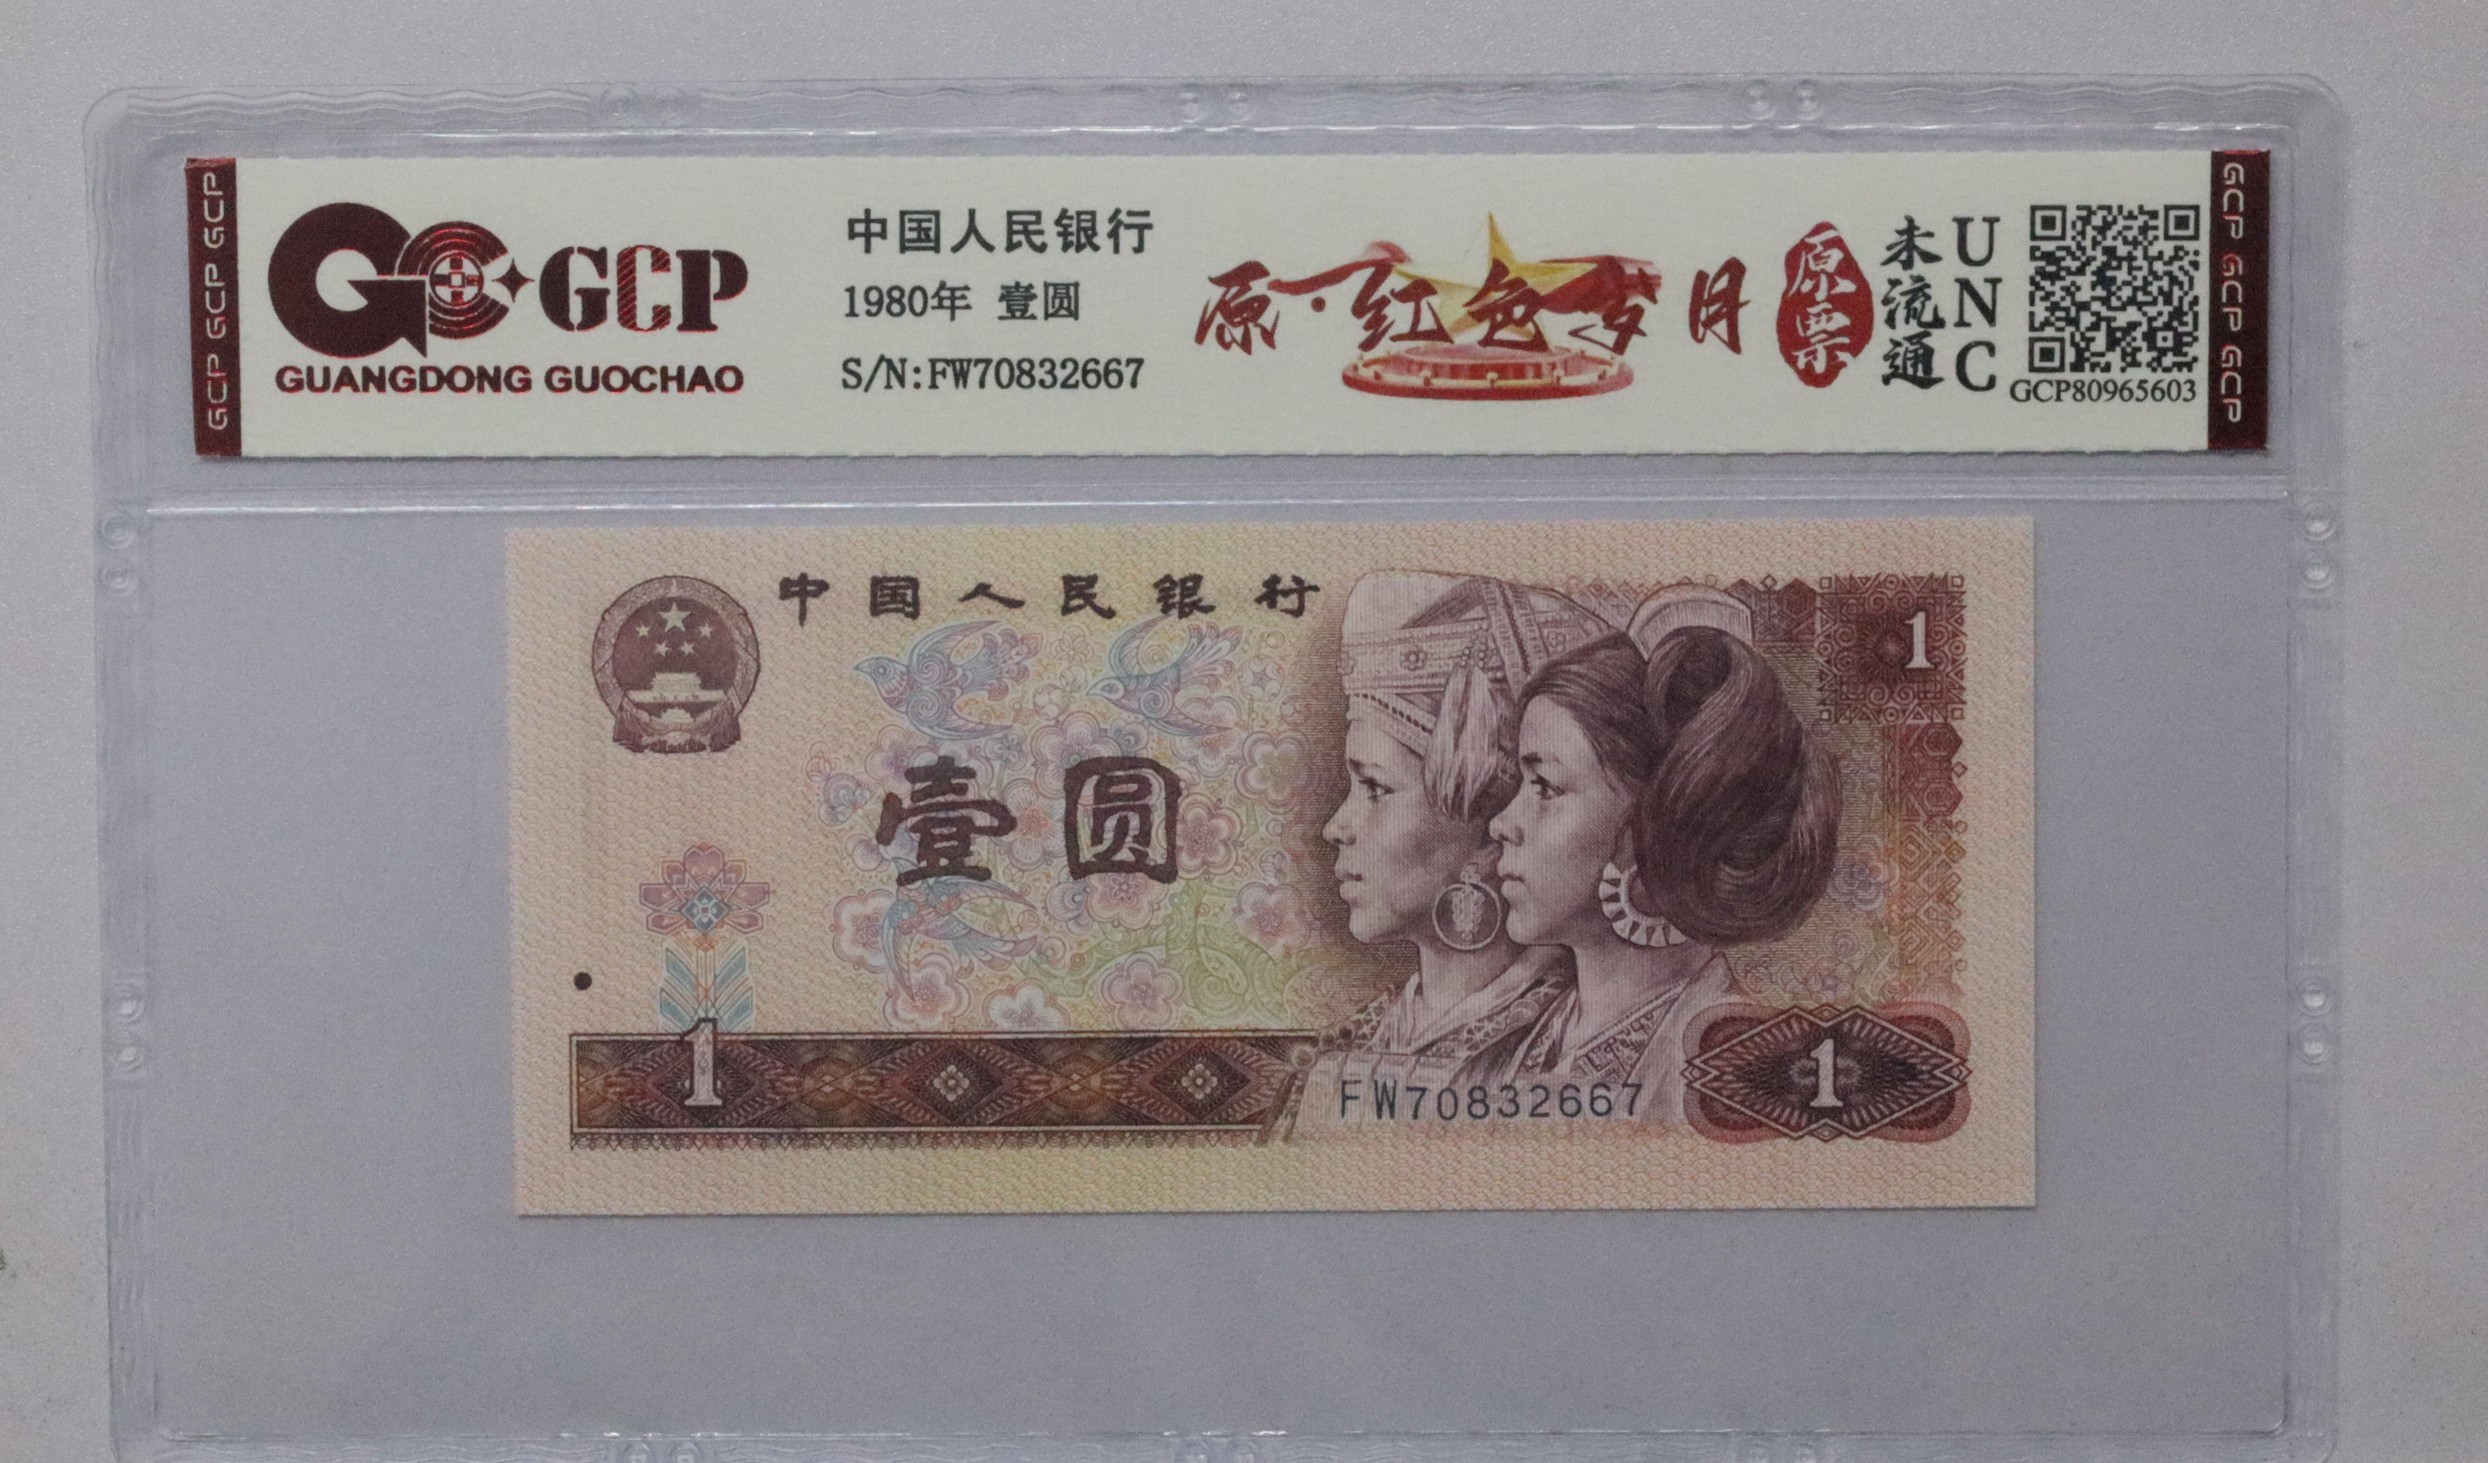 GCP GCP GCP
GCP
GUANGDONG GUOCHAO
中国人民银行
1980年 壹圆
S/N:FW70832667
原·红色岁月
原票
未流通
UNC
GCP80965603
GCP GCP GCP
中国人民银行
1
壹圆
1
FW70832667
1